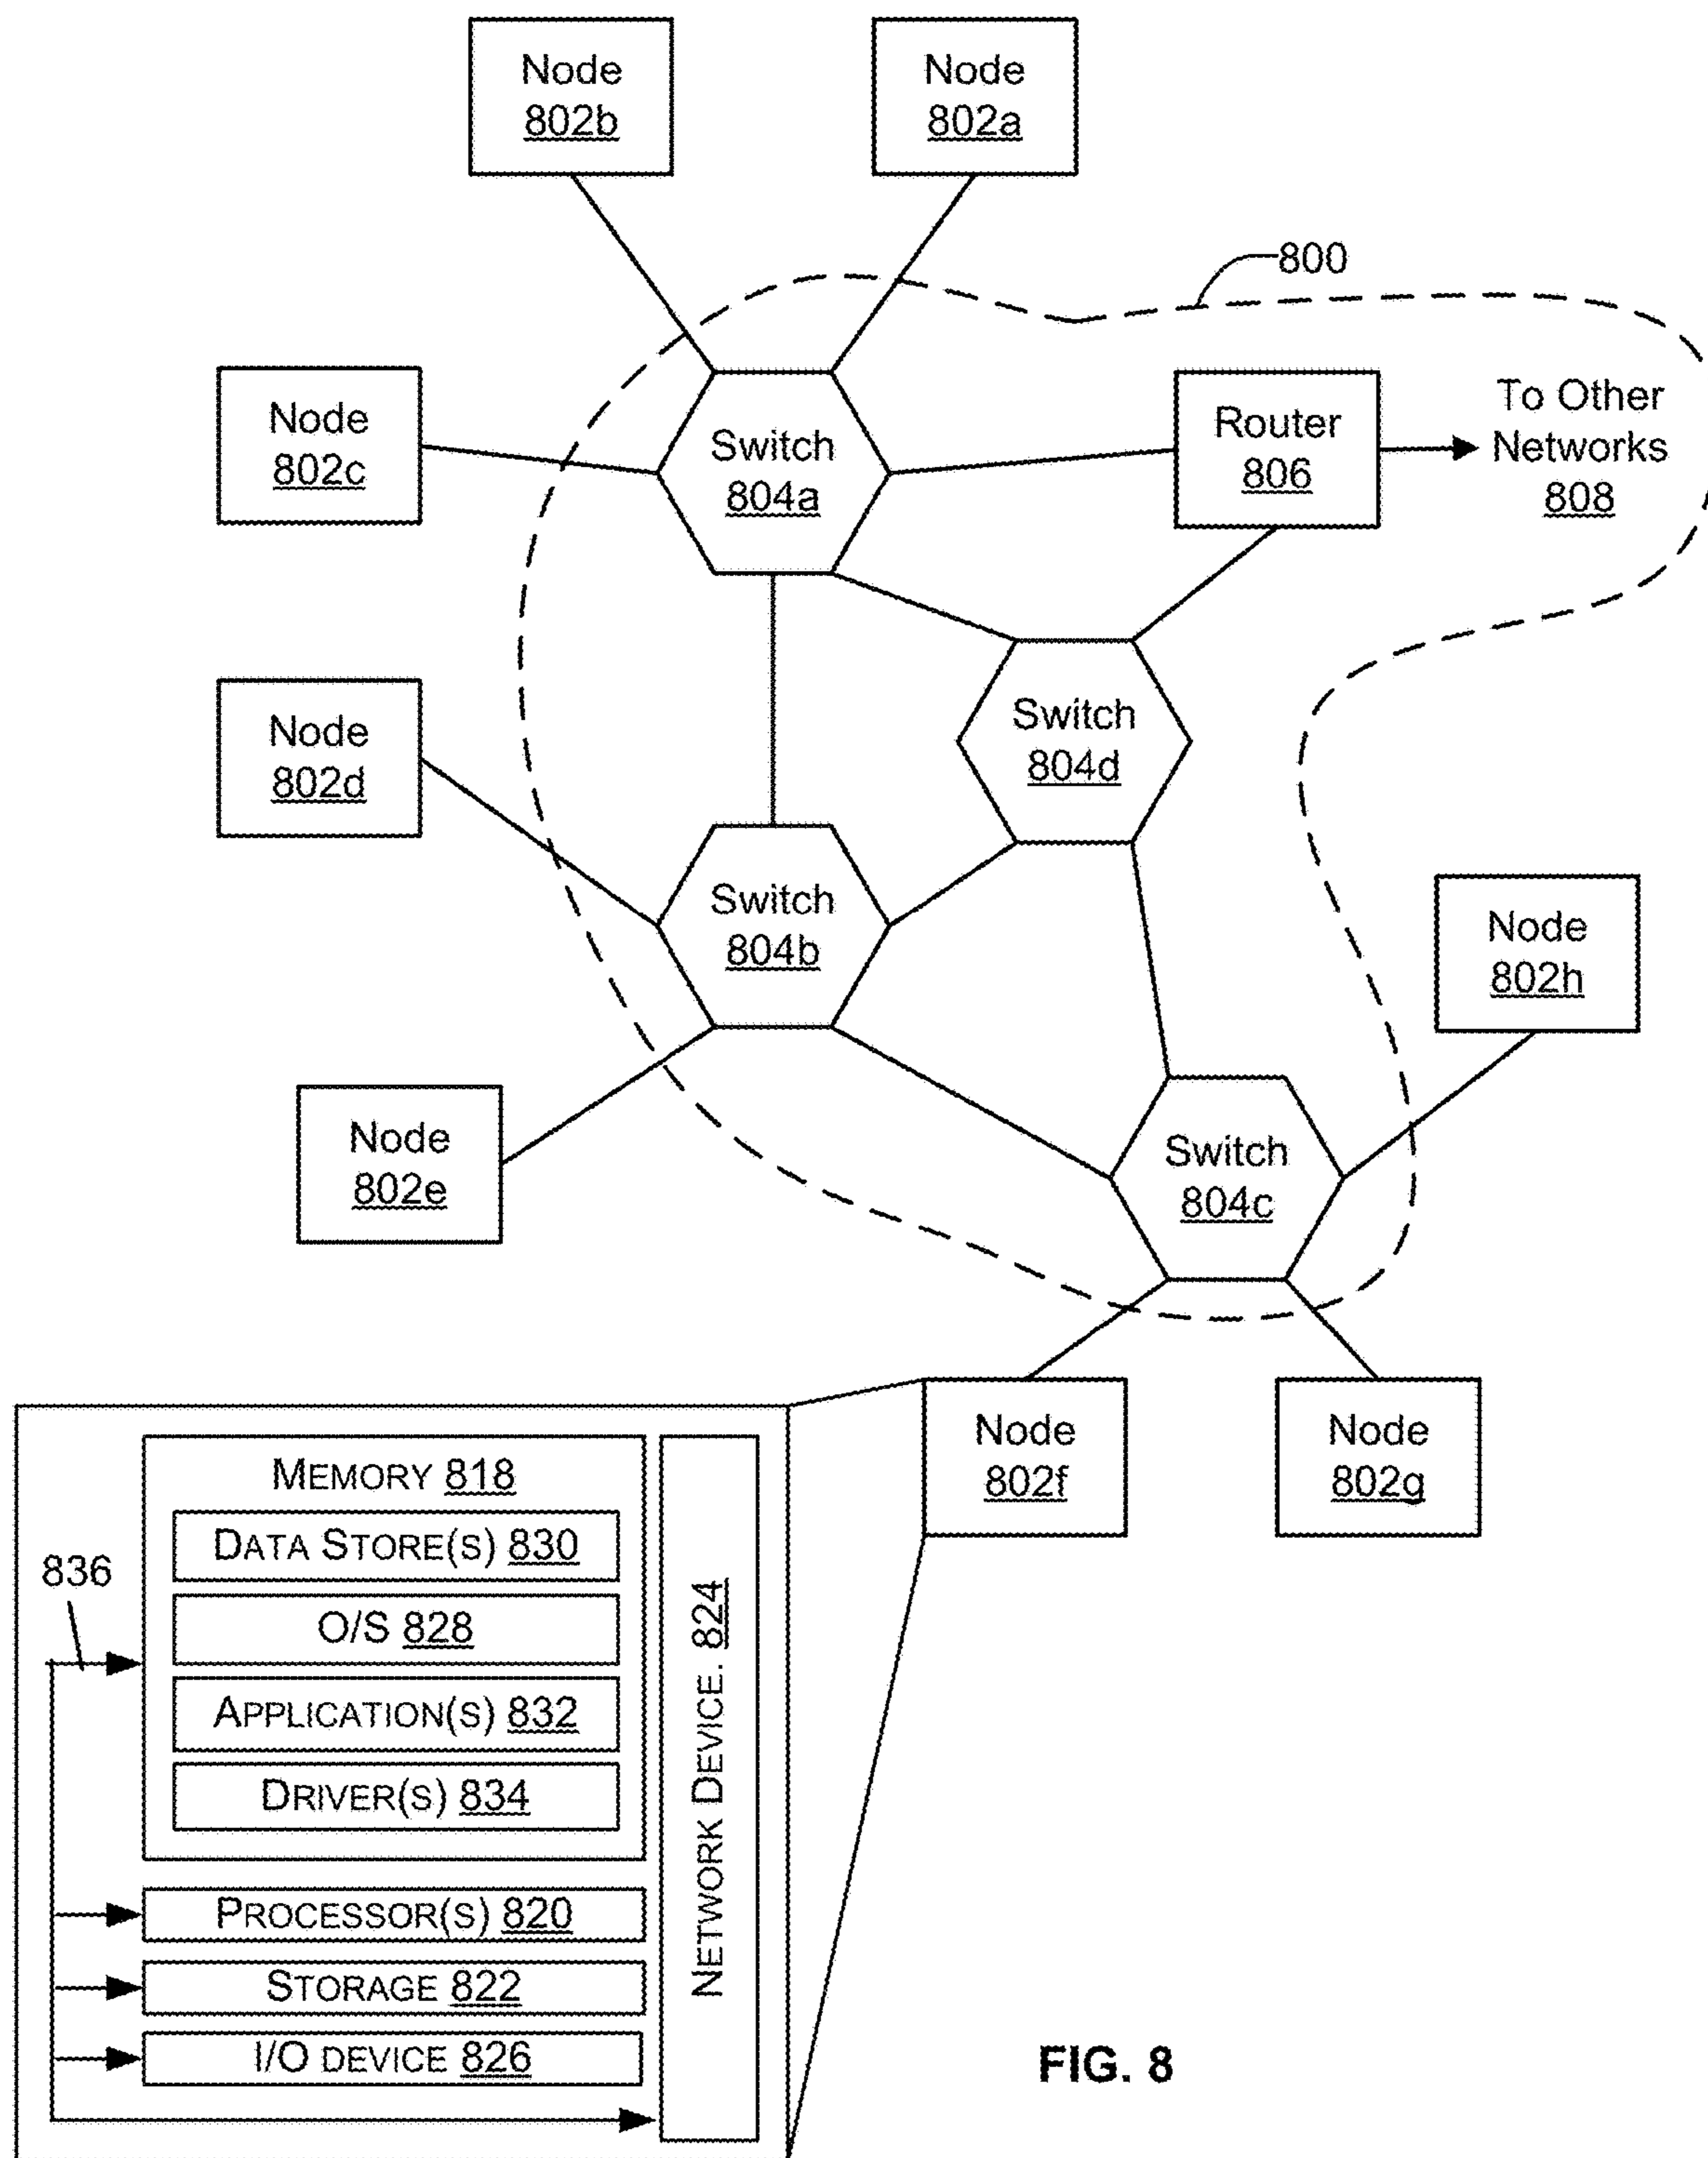 Node
802b
Node
802a
800
Node
802c
Switch
804a
Router
806
To Other
Networks
808
Node
802d
Switch
804d
Switch
804b
Node
802h
Node
802e
Switch
804c
Node
802f
Node
802g
MEMORY 818
DATA STORE(S) 830
836
O/S 828
APPLICATION(S) 832
DRIVER(S) 834
NETWORK DEVICE. 824
PROCESSOR(S) 820
STORAGE 822
I/O DEVICE 826
FIG. 8